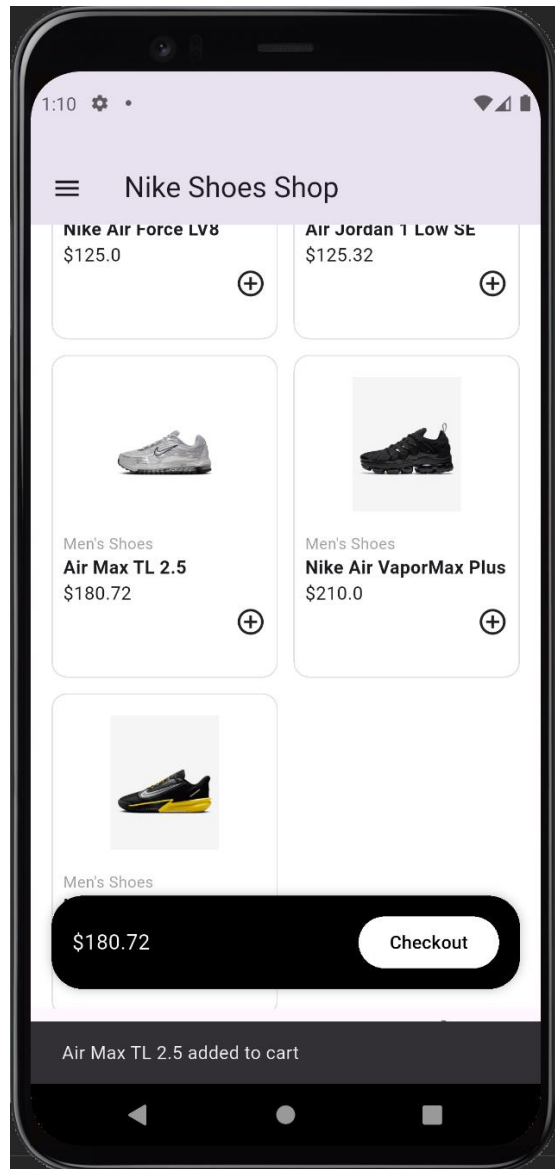 1:10
Nike Shoes Shop
Nike Air Force LV8
$125.0
Air Jordan 1 Low SE
$125.32
Men's Shoes
Air Max TL 2.5
$180.72
Men's Shoes
Nike Air VaporMax Plus
$210.0
Men's Shoes
$180.72
Checkout
Air Max TL 2.5 added to cart